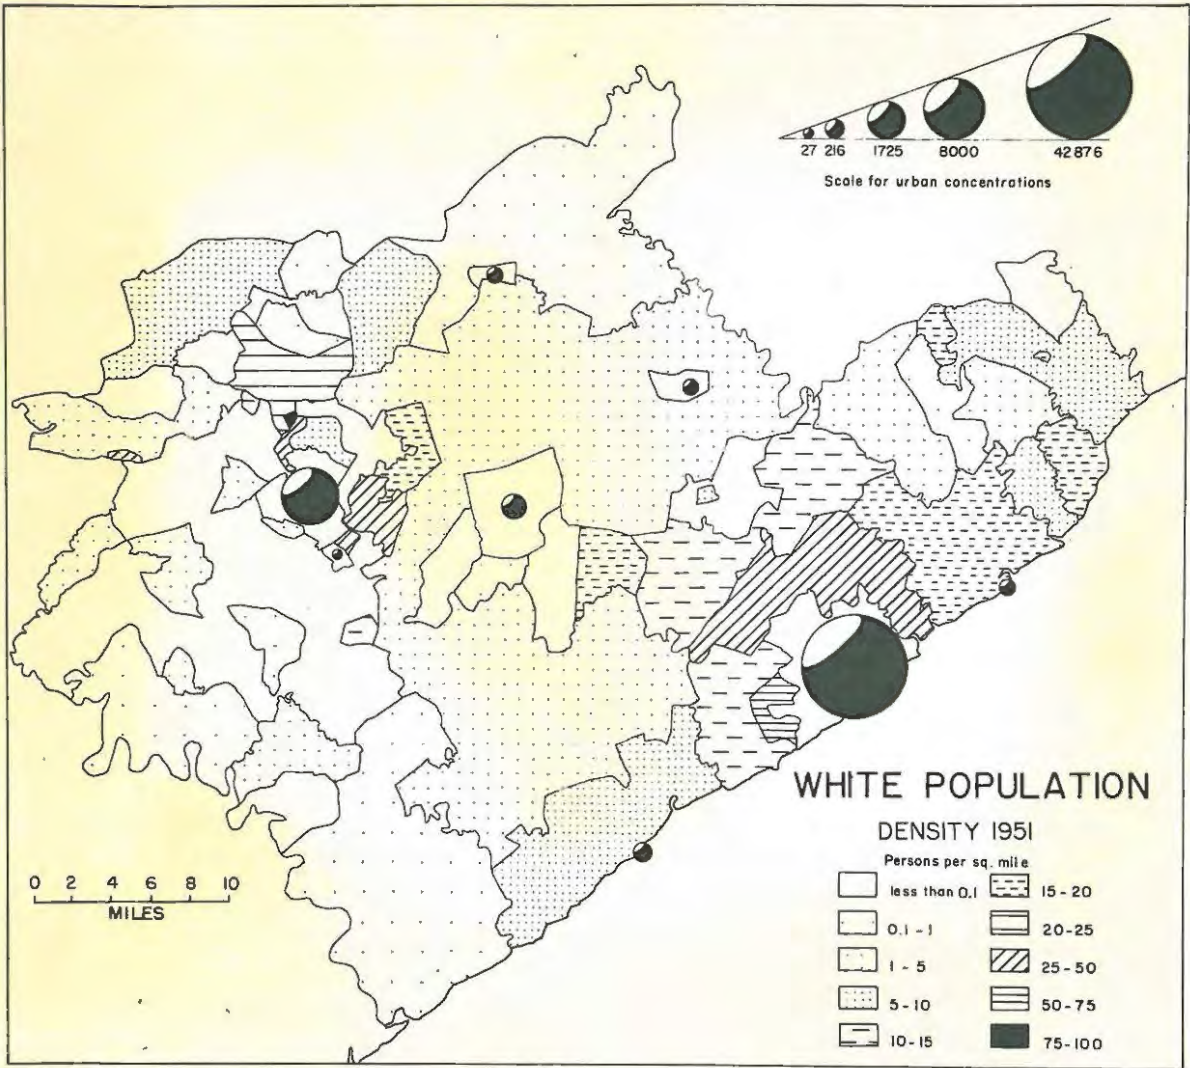 27 216 1725 8000 42876
Scale for urban concentrations
WHITE POPULATION
DENSITY 1951
Persons per sq. mile
less than 0.1
0.1-1
1-5
5-10
10-15
15-20
20-25
25-50
50-75
75-100
0 2 4 6 8 10
MILES